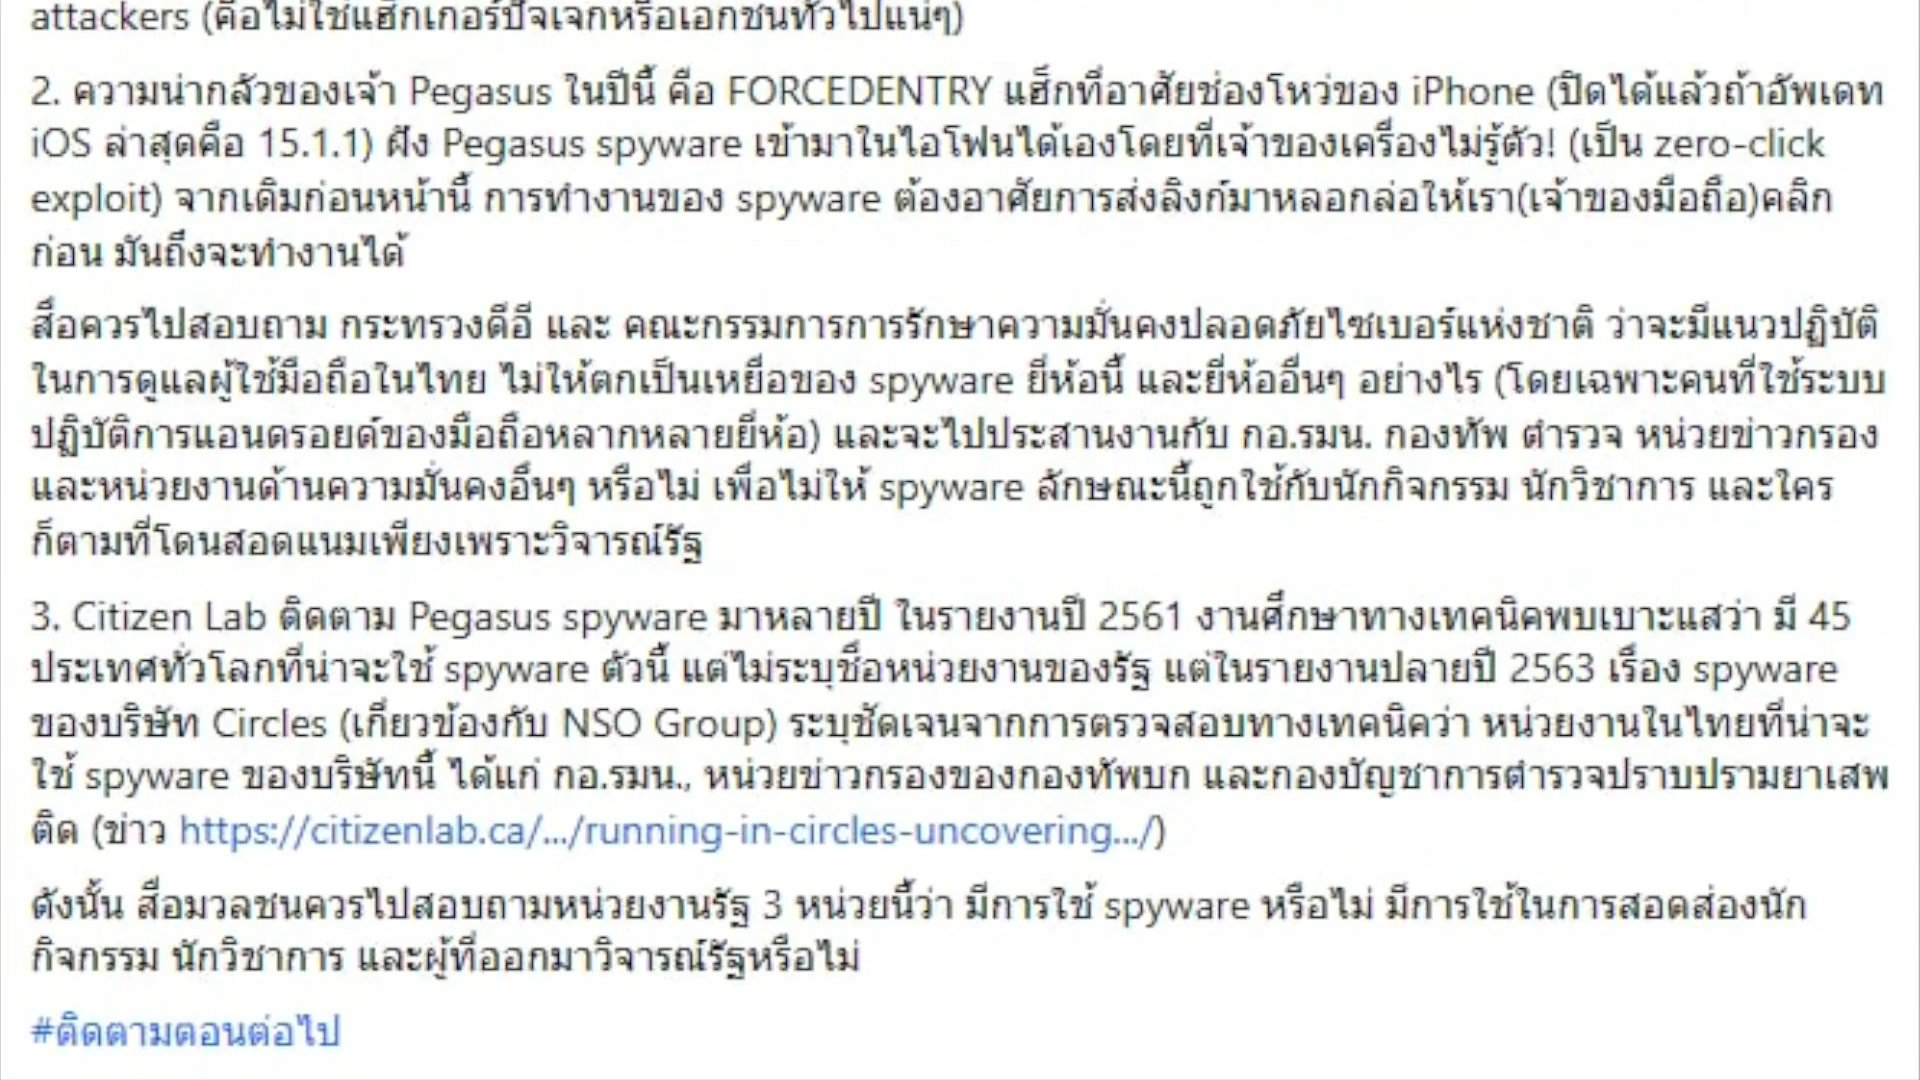 attackers (คือไม่ใช่แฮ็กเกอร์ปัจเจกหรือเอกชนทั่วไปแน่ๆ)
2. ความน่ากลัวของเจ้า Pegasus ในปีนี้ คือ FORCEDENTRY แฮ็กที่อาศัยช่องโหว่ของ iPhone (ปิดได้แล้วถ้าอัพเดท
iOS ล่าสุดคือ 15.1.1) ฝัง Pegasus spyware เข้ามาในไอโฟนได้เองโดยที่เจ้าของเครื่องไม่รู้ตัว! (เป็น zero-click
exploit) จากเดิมก่อนหน้านี้ การทำงานของ spyware ต้องอาศัยการส่งลิงก์มาหลอกล่อให้เรา(เจ้าของมือถือ)คลิก
ก่อน มันถึงจะทำงานได้
สื่อควรไปสอบถาม กระทรวงดีอี และ คณะกรรมการการรักษาความมั่นคงปลอดภัยไซเบอร์แห่งชาติ ว่าจะมีแนวปฏิบัติ
ในการดูแลผู้ใช้มือถือในไทย ไม่ให้ตกเป็นเหยื่อของ spyware ยี่ห้อนี้ และยี่ห้ออื่นๆ อย่างไร (โดยเฉพาะคนที่ใช้ระบบ
ปฏิบัติการแอนดรอยด์ของมือถือหลากหลายยี่ห้อ) และจะไปประสานงานกับ กอ.รมน. กองทัพ ตำรวจ หน่วยข่าวกรอง
และหน่วยงานด้านความมั่นคงอื่นๆ หรือไม่ เพื่อไม่ให้ spyware ลักษณะนี้ถูกใช้กับนักกิจกรรม นักวิชาการ และใคร
ก็ตามที่โดนสอดแนมเพียงเพราะวิจารณ์รัฐ
3. Citizen Lab ติดตาม Pegasus spyware มาหลายปี ในรายงานปี 2561 งานศึกษาทางเทคนิคพบเบาะแสว่า มี 45
ประเทศทั่วโลกที่น่าจะใช้ spyware ตัวนี้ แต่ไม่ระบุชื่อหน่วยงานของรัฐ แต่ในรายงานปลายปี 2563 เรื่อง spyware
ของบริษัท Circles (เกี่ยวข้องกับ NSO Group) ระบุชัดเจนจากการตรวจสอบทางเทคนิคว่า หน่วยงานในไทยที่น่าจะ
ใช้ spyware ของบริษัทนี้ ได้แก่ กอ.รมน., หน่วยข่าวกรองของกองทัพบก และกองบัญชาการตำรวจปราบปรามยาเสพ
ติด (ข่าว https://citizenlab.ca/.../running-in-circles-uncovering.../)
ดังนั้น สื่อมวลชนควรไปสอบถามหน่วยงานรัฐ 3 หน่วยนี้ว่า มีการใช้ spyware หรือไม่ มีการใช้ในการสอดส่องนัก
กิจกรรม นักวิชาการ และผู้ที่ออกมาวิจารณ์รัฐหรือไม่
#ติดตามตอนต่อไป